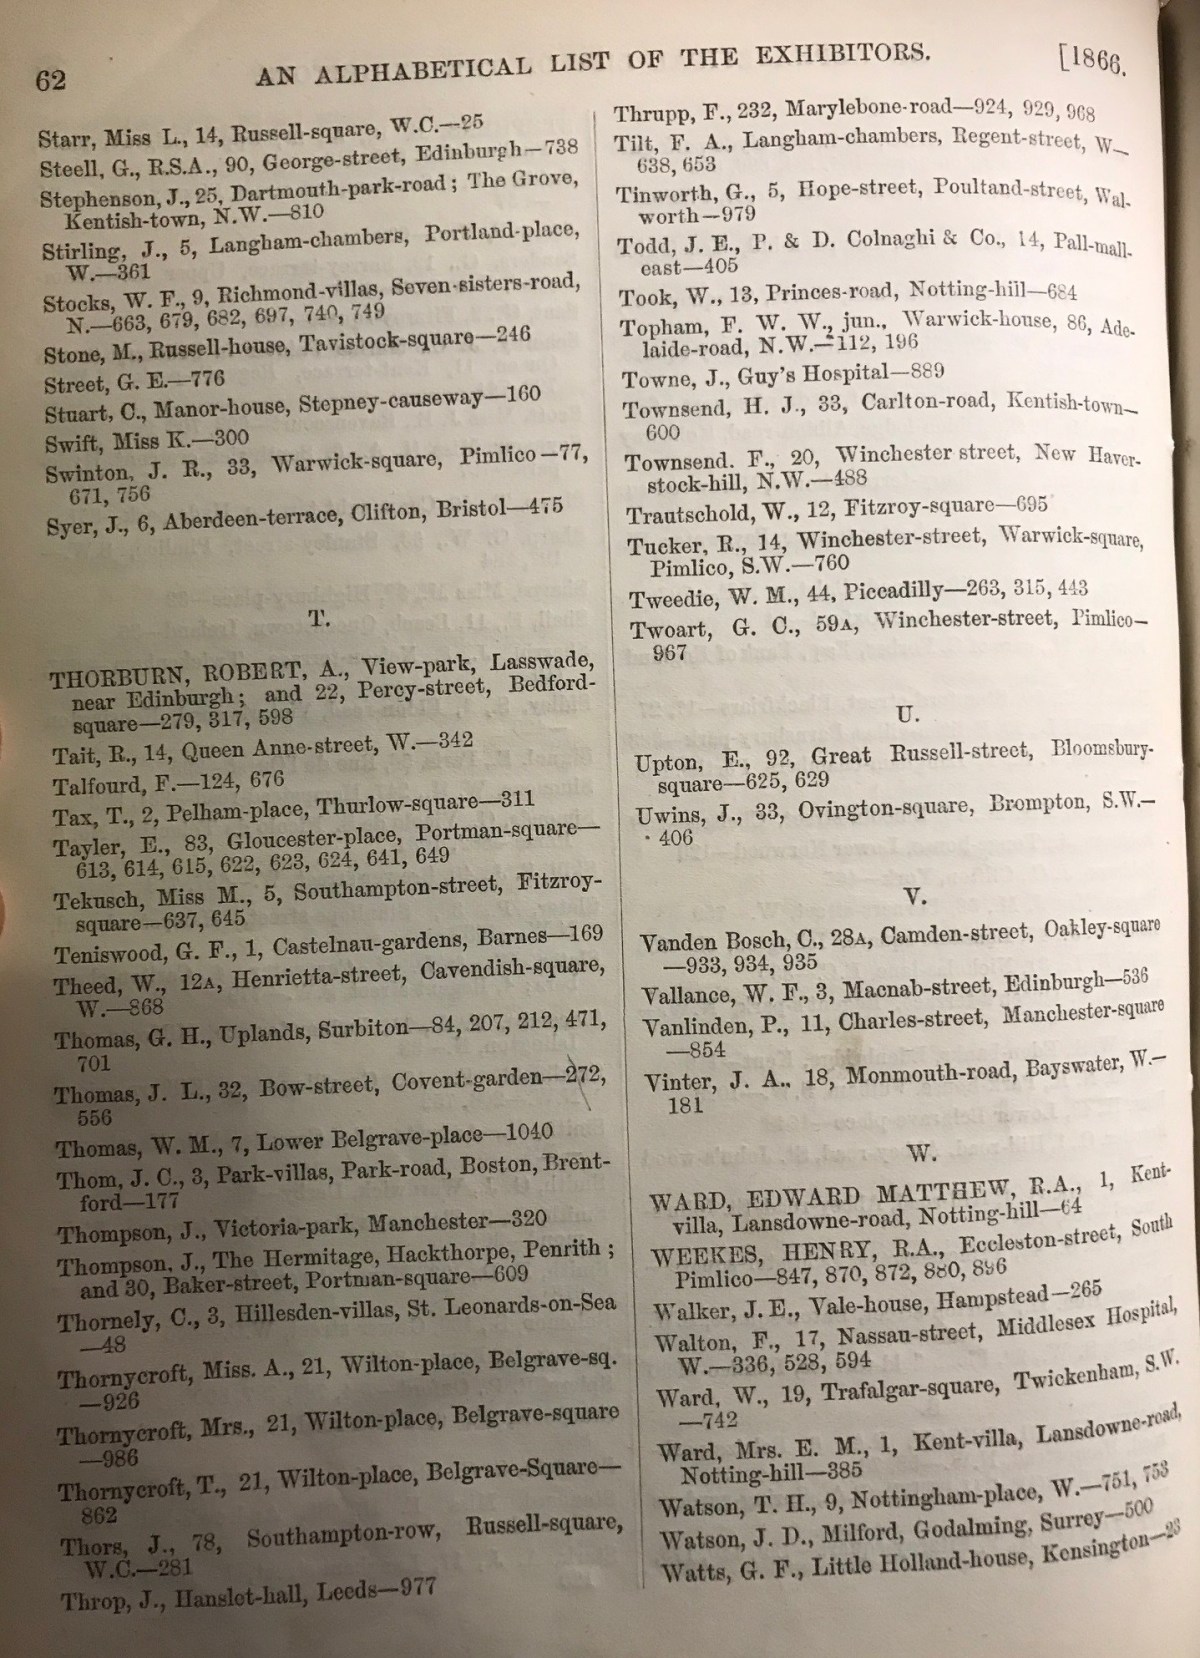 62
AN ALPHABETICAL LIST OF THE EXHIBITORS.
[1866.
Starr, Miss L., 14, Russell-square, W.C.—25
Steell, G., R.S.A., 90, George-street, Edinburgh—738
Stephenson, J., 25, Dartmouth-park-road; The Grove,
Kentish-town, N.W.—810
Stirling, J., 5, Langham-chambers, Portland-place,
W.—361
Stocks, W. F., 9, Richmond-villas, Seven-sisters-road,
N.—663, 679, 682, 697, 740, 749
Stone, M., Russell-house, Tavistock-square—246
Street, G. E.—776
Stuart, C., Manor-house, Stepney-causeway—160
Swift, Miss K.—300
Swinton, J. R., 33, Warwick-square, Pimlico—77,
671, 756
Syer, J., 6, Aberdeen-terrace, Clifton, Bristol—475
T.
THORBURN, ROBERT, A., View-park, Lasswade,
near Edinburgh; and 22, Percy-street, Bedford-
square—279, 317, 598
Tait, R., 14, Queen Anne-street, W.—342
Talfourd, F.—124, 676
Tax, T., 2, Pelham-place, Thurlow-square—311
Tayler, E., 83, Gloucester-place, Portman-square—
613, 614, 615, 622, 623, 624, 641, 649
Tekusch, Miss M., 5, Southampton-street, Fitzroy-
square—637, 645
Teniswood, G. F., 1, Castelnau-gardens, Barnes—169
Theed, W., 12A, Henrietta-street, Cavendish-square,
W.—868
Thomas, G. H., Uplands, Surbiton—84, 207, 212, 471,
701
Thomas, J. L., 32, Bow-street, Covent-garden—272,
556
Thomas, W. M., 7, Lower Belgrave-place—1040
Thom, J. C., 3, Park-villas, Park-road, Boston, Brent-
ford—177
Thompson, J., Victoria-park, Manchester—320
Thompson, J., The Hermitage, Hackthorpe, Penrith;
and 30, Baker-street, Portman-square—609
Thornely, C., 3, Hillesden-villas, St. Leonards-on-Sea
—48
Thornycroft, Miss. A., 21, Wilton-place, Belgrave-sq.
—926
Thornycroft, Mrs., 21, Wilton-place, Belgrave-square
—986
Thornycroft, T., 21, Wilton-place, Belgrave-Square—
862
Thors, J., 78, Southampton-row, Russell-square,
W.C.—281
Throp, J., Hanslet-hall, Leeds—977
Thrupp, F., 232, Marylebone-road—924, 929, 968
Tilt, F. A., Langham-chambers, Regent-street, W—
638, 653
Tinworth, G., 5, Hope-street, Poultand-street, Wal-
worth—979
Todd, J. E., P. & D. Colnaghi & Co., 14, Pall-mall-
east—405
Took, W., 13, Princes-road, Notting-hill—684
Topham, F. W. W., jun., Warwick-house, 86, Ade-
laide-road, N.W.—112, 196
Towne, J., Guy's Hospital—889
Townsend, H. J., 33, Carlton-road, Kentish-town—
600
Townsend. F., 20, Winchester street, New Haver-
stock-hill, N.W.—488
Trautschold, W., 12, Fitzroy-square—695
Tucker, R., 14, Winchester-street, Warwick-square,
Pimlico, S.W.—760
Tweedie, W. M., 44, Piccadilly—263, 315, 443
Twoart, G. C., 59A, Winchester-street, Pimlico—
967
U.
Upton, E., 92, Great Russell-street, Bloomsbury-
square—625, 629
Uwins, J., 33, Ovington-square, Brompton, S.W.—
406
V.
Vanden Bosch, C., 28A, Camden-street, Oakley-square
—933, 934, 935
Vallance, W. F., 3, Macnab-street, Edinburgh—536
Vanlinden, P., 11, Charles-street, Manchester-square
—854
Vinter, J. A.. 18, Monmouth-road, Bayswater, W.—
181
W.
WARD, EDWARD MATTHEW, R.A., 1, Kent-
villa, Lansdowne-road, Notting-hill—64
WEEKES, HENRY, R.A., Eccleston-street, South
Pimlico—847, 870, 872, 880, 896
Walker, J. E., Vale-house, Hampstead—265
Walton, F., 17, Nassau-street, Middlesex Hospital,
W.—336, 528, 594
Ward, W., 19, Trafalgar-square, Twickenham, S.W.
—742
Ward, Mrs. E. M., 1, Kent-villa, Lansdowne-road,
Notting-hill—385
Watson, T. H., 9, Nottingham-place, W.—751, 753
Watson, J. D., Milford, Godalming, Surrey—500
Watts, G. F., Little Holland-house, Kensington—